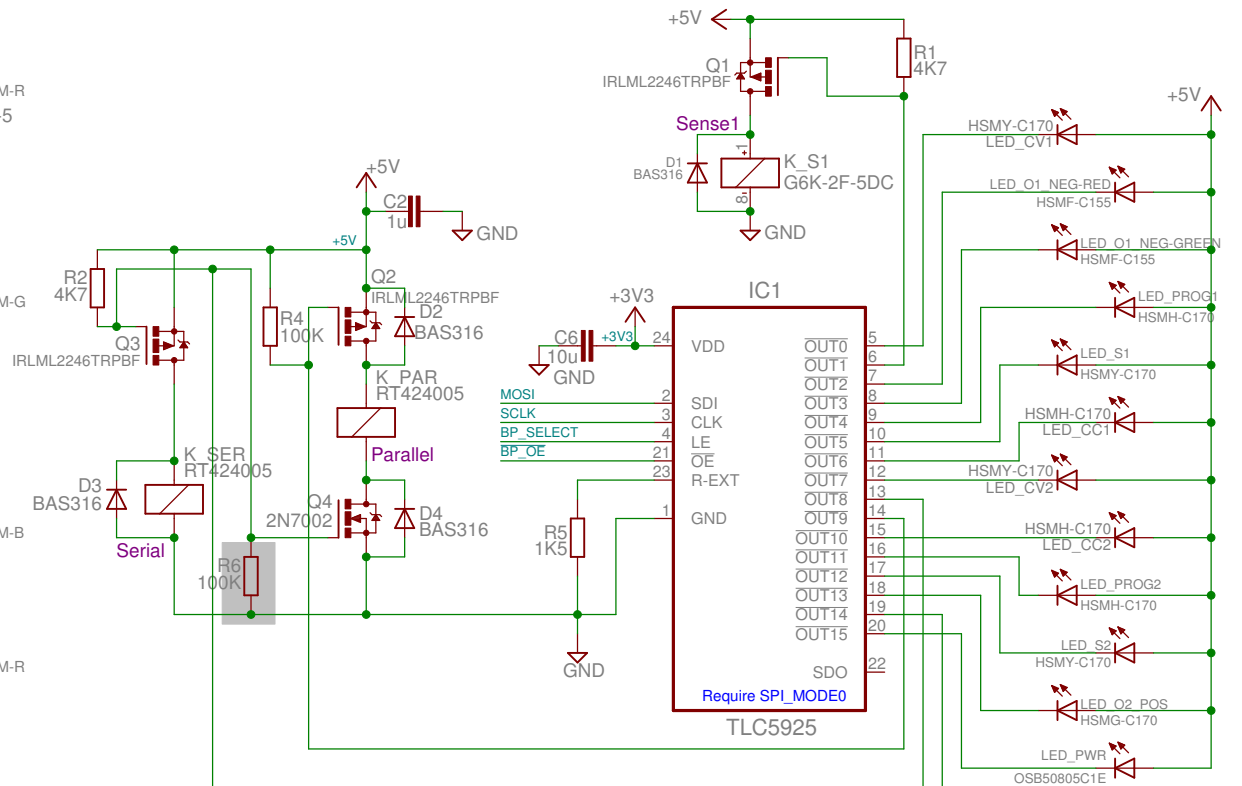 +5V
Q1
IRLML2246TRPBF
R1
4K7
M-R
-5
+5V
Sense1
HSMY-C170
LED_CV1
1
+
K_S1
G6K-2F-5DC
D1
BAS316
8
-
GND
+5V
C2
1u
GND
LED_O1_NEG-RED
HSMF-C155
+5V
LED_O1_NEG-GREEN
HSMF-C155
R2
4K7
Q2
IRLML2246TRPBF
D2
BAS316
M-G
R4
100K
+3V3
IC1
LED_PROG1
HSMH-C170
Q3
IRLML2246TRPBF
C6
10u
+3V3
GND
24
VDD
OUT0
5
OUT1
6
OUT2
7
OUT3
8
OUT4
9
OUT5
10
OUT6
11
OUT7
12
OUT8
13
OUT9
14
OUT10
15
OUT11
16
OUT12
17
OUT13
18
OUT14
19
OUT15
20
SDO
22
MOSI
2
SDI
SCLK
3
CLK
BP_SELECT
4
LE
BP_OE
21
OE
23
R-EXT
1
GND
LED_S1
HSMY-C170
K_PAR
RT424005
Parallel
HSMH-C170
LED_CC1
K_SER
RT424005
HSMY-C170
LED_CV2
D3
BAS316
Serial
Q4
2N7002
D4
BAS316
M-B
R5
1K5
HSMH-C170
LED_CC2
R6
100K
LED_PROG2
HSMH-C170
GND
M-R
LED_S2
HSMY-C170
Require SPI_MODE0
TLC5925
LED_O2_POS
HSMG-C170
LED_PWR
OSB50805C1E